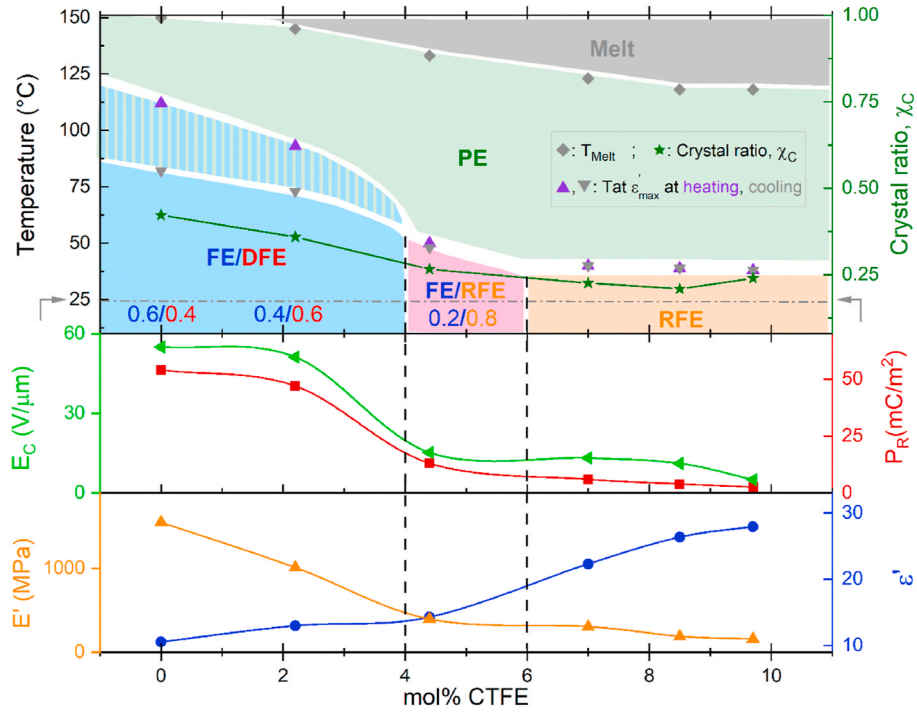 150
125
100
75
50
25
Temperature (°C)
Melt
PE
◆: T_Melt ; ★: Crystal ratio, χ_C
▲,▼: Tat ε'_max at heating, cooling
FE/DFE
0.6/0.4
0.4/0.6
FE/RFE
0.2/0.8
RFE
1.00
0.75
0.50
0.25
Crystal ratio, χ_C
60
30
0
E_C (V/μm)
50
25
0
P_R(mC/m²)
1000
0
E' (MPa)
30
20
10
ε'
0 2 4 6 8 10
mol% CTFE